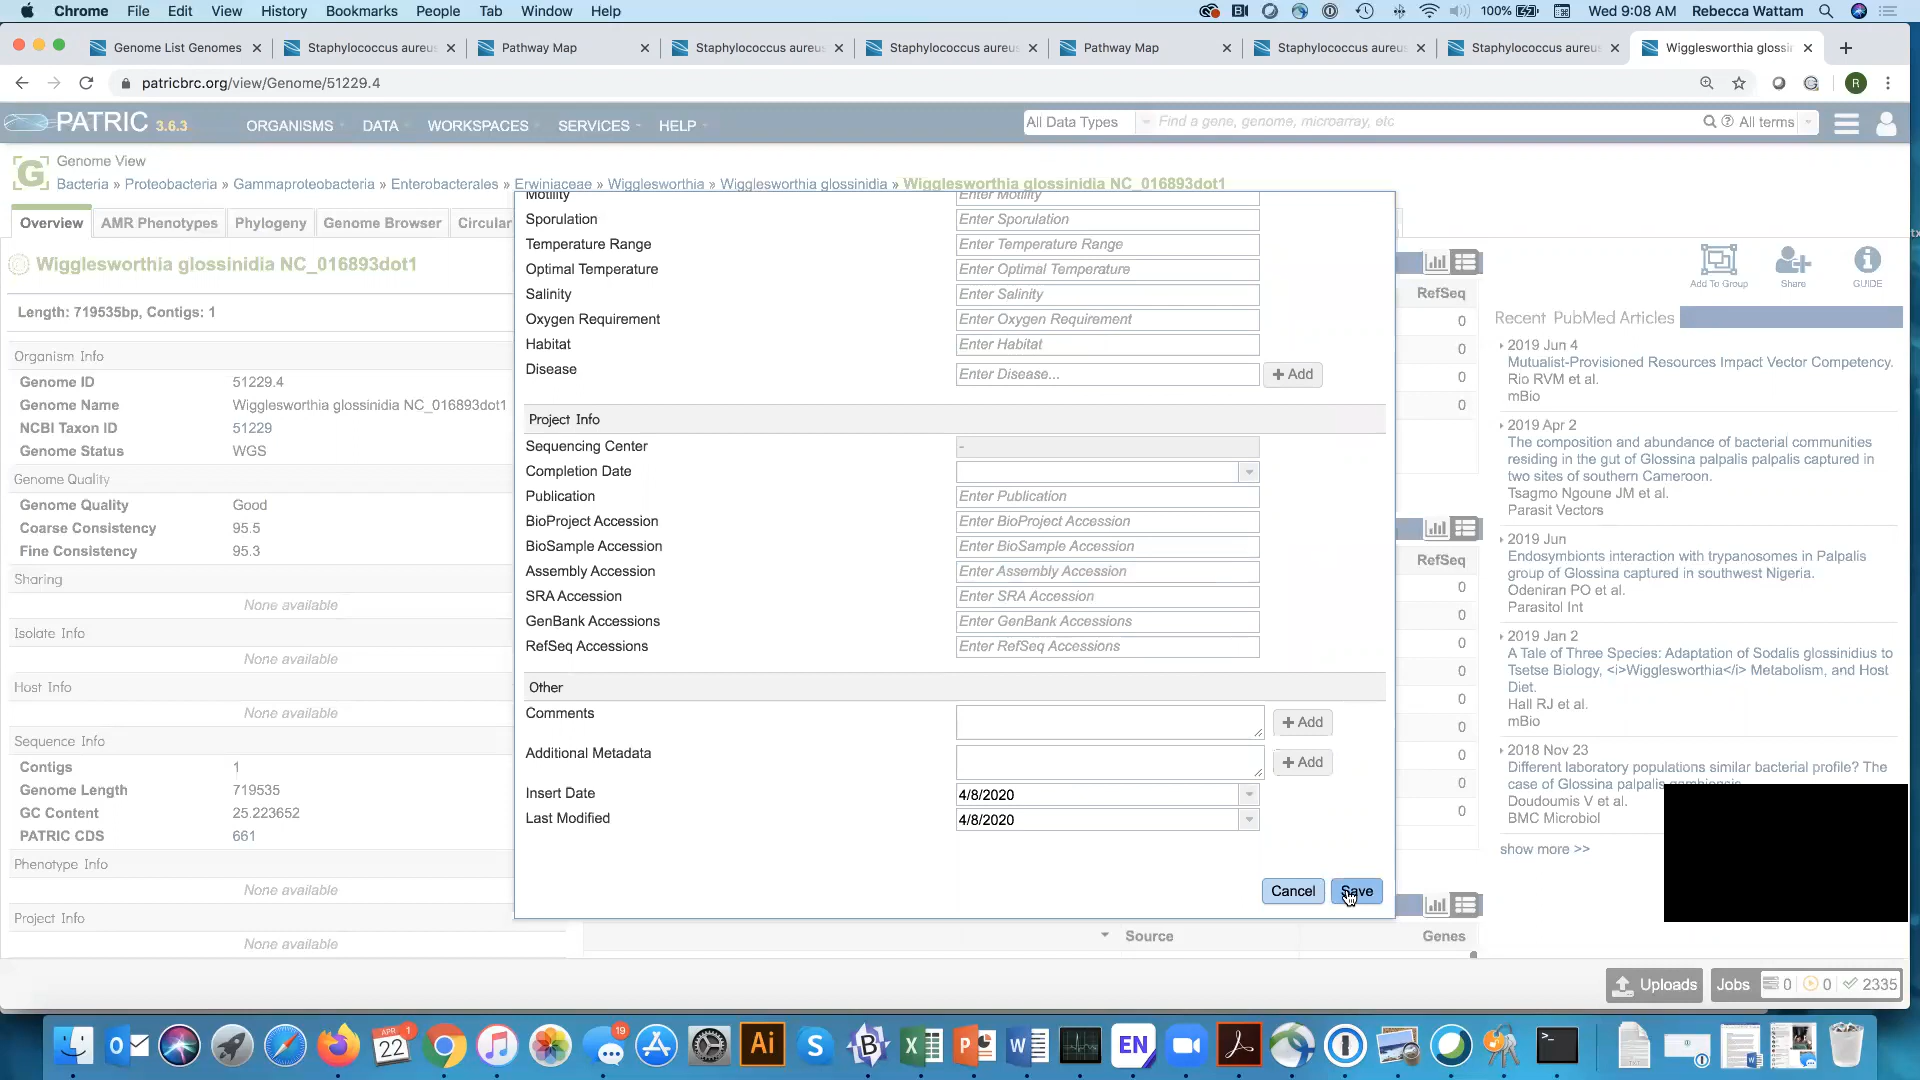 Chrome File Edit View History Bookmarks People Tab Window Help 100% Wed 9:08 AM Rebecca Wattam
Genome List Genomes Staphylococcus aureus Pathway Map Staphylococcus aureus Staphylococcus aureus Pathway Map Staphylococcus aureus Staphylococcus aureus Wigglesworthia glossin
patricbrc.org/view/Genome/51229.4 R
PATRIC 3.6.3 ORGANISMS DATA WORKSPACES SERVICES HELP All Data Types Find a gene, genome, microarray, etc All terms
G Genome View
Bacteria » Proteobacteria » Gammaproteobacteria » Enterobacterales » Erwiniaceae » Wigglesworthia » Wigglesworthia glossinidia » Wigglesworthia glossinidia NC_016893dot1
Overview AMR Phenotypes Phylogeny Genome Browser Circular
Wigglesworthia glossinidia NC_016893dot1
Length: 719535bp, Contigs: 1
Organism Info
Genome ID 51229.4
Genome Name Wigglesworthia glossinidia NC_016893dot1
NCBI Taxon ID 51229
Genome Status WGS
Genome Quality
Genome Quality Good
Coarse Consistency 95.5
Fine Consistency 95.3
Sharing
None available
Isolate Info
None available
Host Info
None available
Sequence Info
Contigs 1
Genome Length 719535
GC Content 25.223652
PATRIC CDS 661
Phenotype Info
None available
Project Info
None available
Motility Enter Motility
Sporulation Enter Sporulation
Temperature Range Enter Temperature Range
Optimal Temperature Enter Optimal Temperature
Salinity Enter Salinity
Oxygen Requirement Enter Oxygen Requirement
Habitat Enter Habitat
Disease Enter Disease... + Add
Project Info
Sequencing Center -
Completion Date
Publication Enter Publication
BioProject Accession Enter BioProject Accession
BioSample Accession Enter BioSample Accession
Assembly Accession Enter Assembly Accession
SRA Accession Enter SRA Accession
GenBank Accessions Enter GenBank Accessions
RefSeq Accessions Enter RefSeq Accessions
Other
Comments + Add
Additional Metadata + Add
Insert Date 4/8/2020
Last Modified 4/8/2020
Cancel Save
Source Genes
RefSeq
0
0
0
0
RefSeq
0
0
0
0
0
0
0
0
0
Add To Group Share GUIDE
Recent PubMed Articles
2019 Jun 4
Mutualist-Provisioned Resources Impact Vector Competency.
Rio RVM et al.
mBio
2019 Apr 2
The composition and abundance of bacterial communities
residing in the gut of Glossina palpalis palpalis captured in
two sites of southern Cameroon.
Tsagmo Ngoune JM et al.
Parasit Vectors
2019 Jun
Endosymbionts interaction with trypanosomes in Palpalis
group of Glossina captured in southwest Nigeria.
Odeniran PO et al.
Parasitol Int
2019 Jan 2
A Tale of Three Species: Adaptation of Sodalis glossinidius to
Tsetse Biology, <i>Wigglesworthia</i> Metabolism, and Host
Diet.
Hall RJ et al.
mBio
2018 Nov 23
Different laboratory populations similar bacterial profile? The
case of Glossina palpalis gambiensis.
Doudoumis V et al.
BMC Microbiol
show more >>
Uploads Jobs 0 0 2335
APR 1 22 19 Ai EN